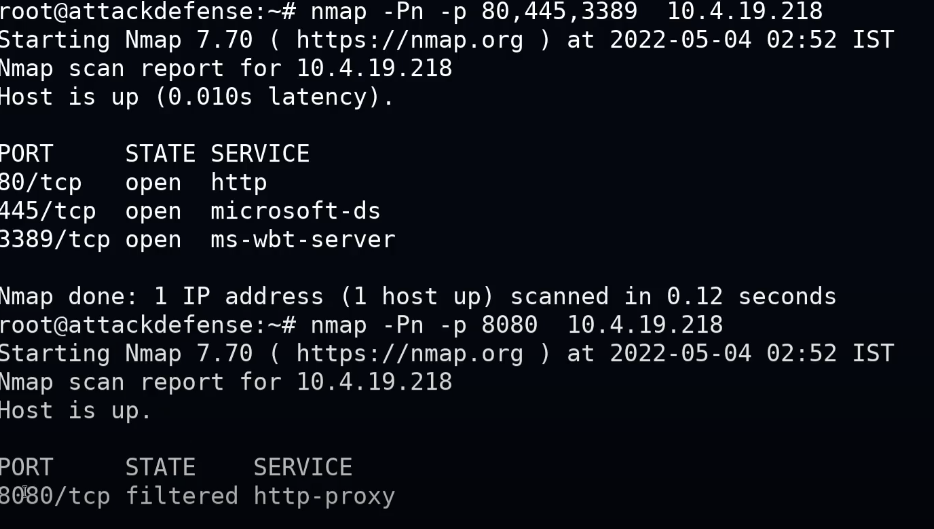 root@attackdefense:~# nmap -Pn -p 80,445,3389  10.4.19.218
Starting Nmap 7.70 ( https://nmap.org ) at 2022-05-04 02:52 IST
Nmap scan report for 10.4.19.218
Host is up (0.010s latency).
PORT     STATE SERVICE
80/tcp   open  http
445/tcp  open  microsoft-ds
3389/tcp open  ms-wbt-server
Nmap done: 1 IP address (1 host up) scanned in 0.12 seconds
root@attackdefense:~# nmap -Pn -p 8080  10.4.19.218
Starting Nmap 7.70 ( https://nmap.org ) at 2022-05-04 02:52 IST
Nmap scan report for 10.4.19.218
Host is up.
PORT     STATE    SERVICE
8080/tcp filtered http-proxy